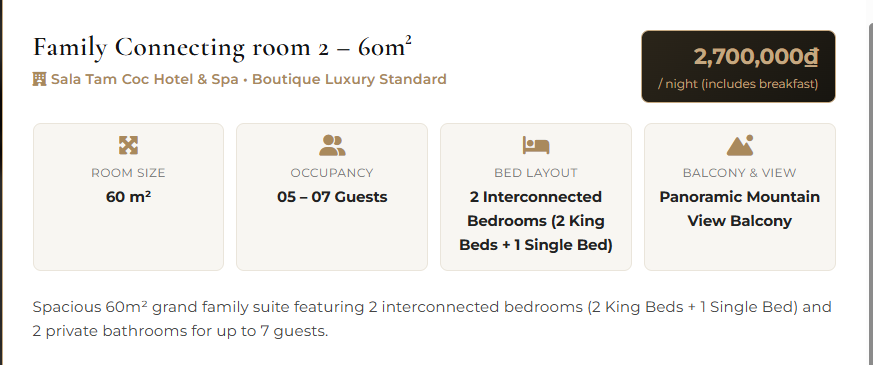 Family Connecting room 2 – 60m²
Sala Tam Coc Hotel & Spa • Boutique Luxury Standard
2,700,000₫
/ night (includes breakfast)
ROOM SIZE
60 m²
OCCUPANCY
05 – 07 Guests
BED LAYOUT
2 Interconnected
Bedrooms (2 King
Beds + 1 Single Bed)
BALCONY & VIEW
Panoramic Mountain
View Balcony
Spacious 60m² grand family suite featuring 2 interconnected bedrooms (2 King Beds + 1 Single Bed) and
2 private bathrooms for up to 7 guests.